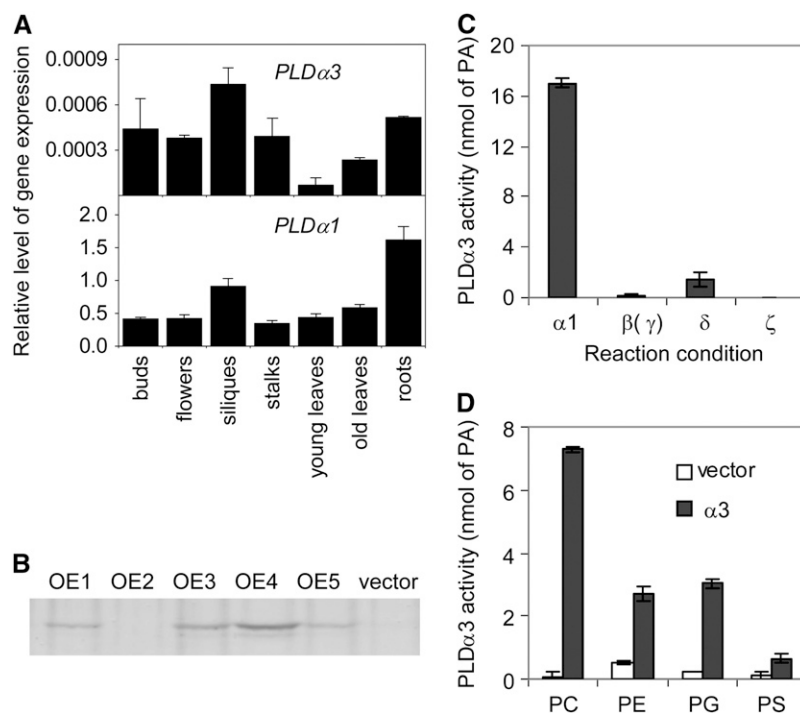 A
Relative level of gene expression
0.0009
0.0006
0.0003
PLDα3
2.0
1.5
1.0
0.5
0.0
PLDα1
buds
flowers
siliques
stalks
young leaves
old leaves
roots
B
OE1 OE2 OE3 OE4 OE5 vector
C
PLDα3 activity (nmol of PA)
20
16
12
8
4
0
α1 β( γ) δ ζ
Reaction condition
D
PLDα3 activity (nmol of PA)
8
6
4
2
0
vector
α3
PC PE PG PS